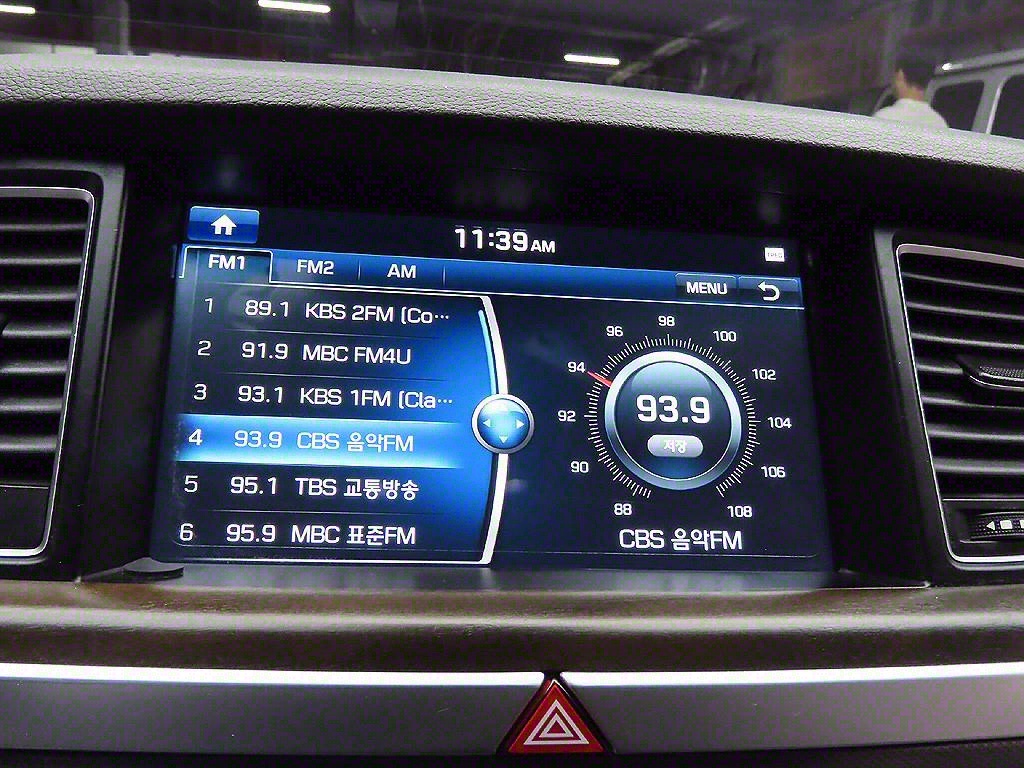 11:39 AM
FM1 FM2 AM MENU
1 89.1 KBS 2FM (Co…
2 91.9 MBC FM4U
3 93.1 KBS 1FM (Cla…
4 93.9 CBS 음악FM
5 95.1 TBS 교통방송
6 95.9 MBC 표준FM
88 90 92 94 96 98 100 102 104 106 108
93.9
저장
CBS 음악FM